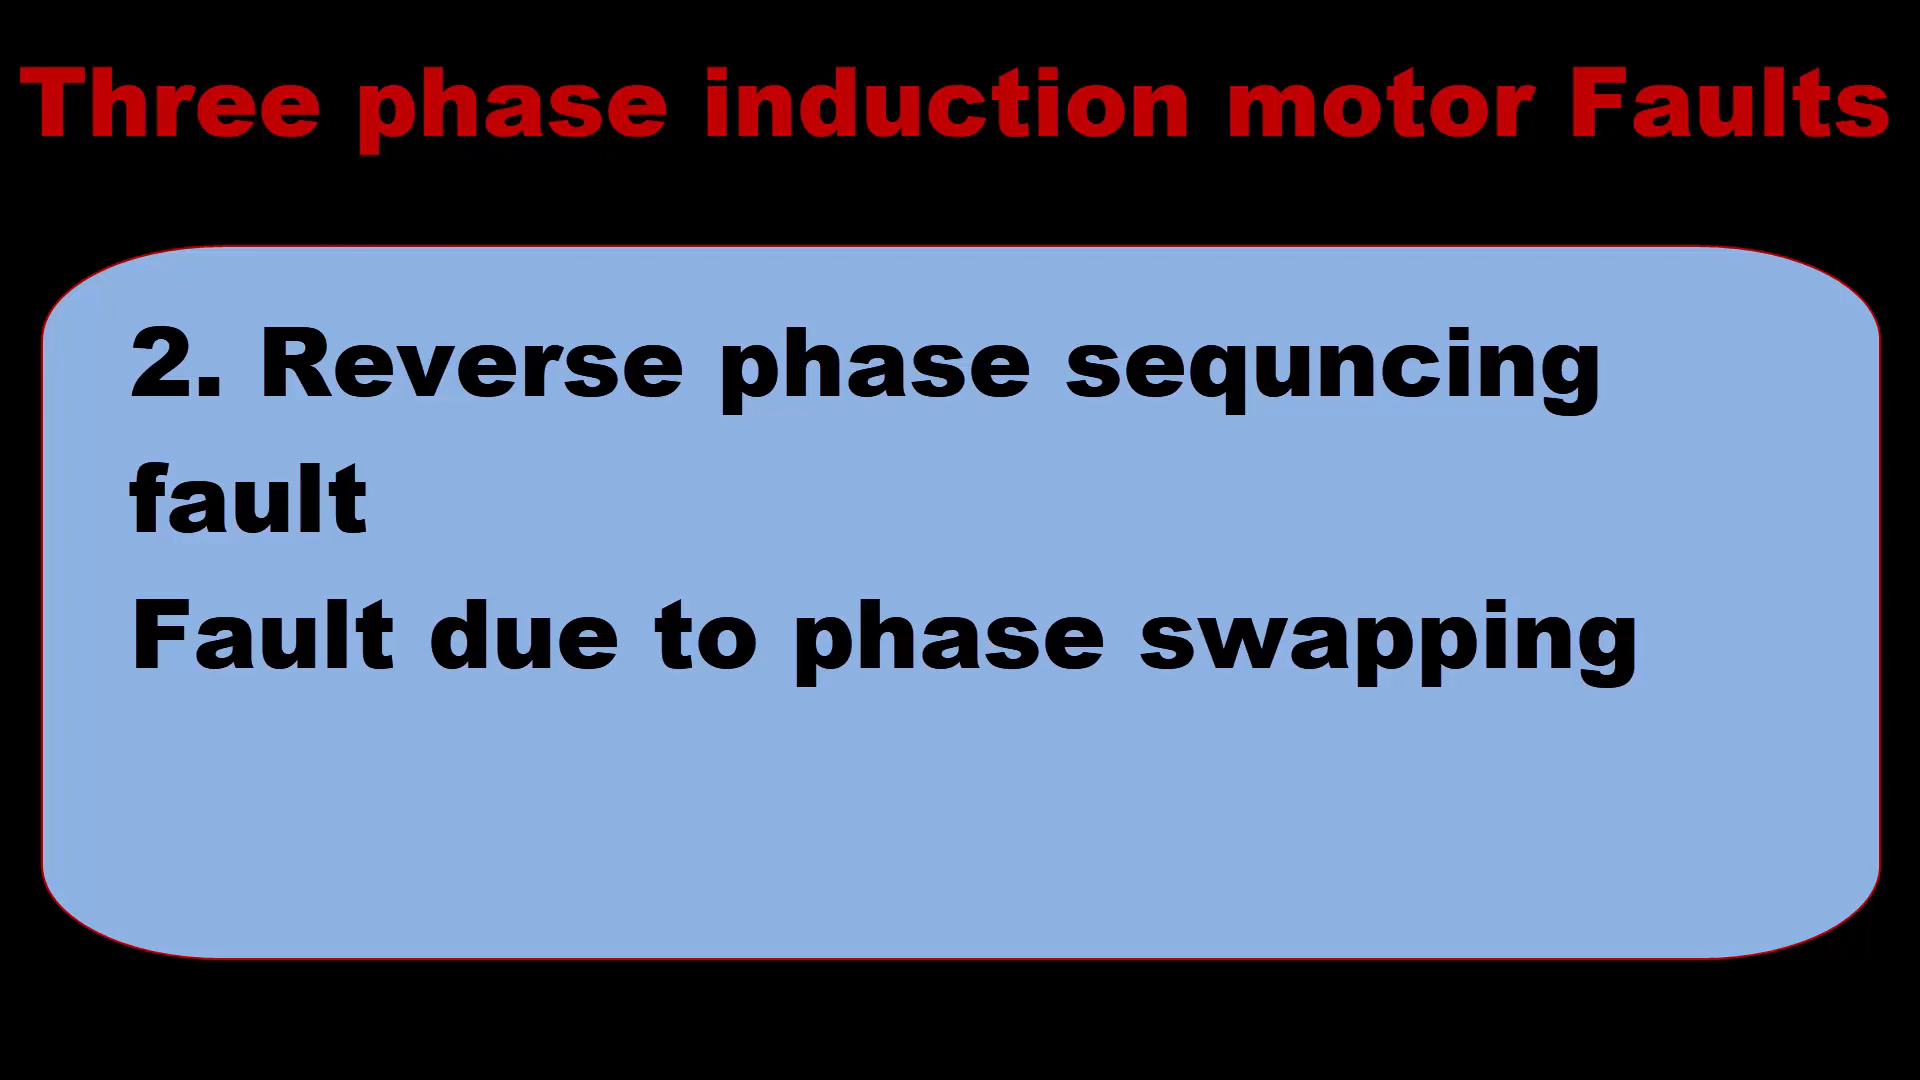 Three phase induction motor Faults
2. Reverse phase sequncing
fault
Fault due to phase swapping